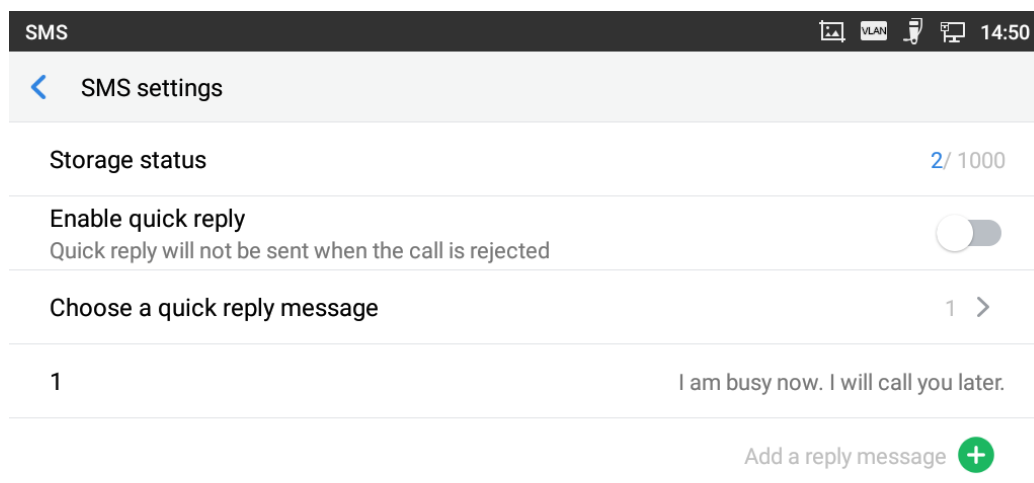 SMS VLAN 14:50
SMS settings
Storage status 2/ 1000
Enable quick reply
Quick reply will not be sent when the call is rejected
Choose a quick reply message 1
1 I am busy now. I will call you later.
Add a reply message